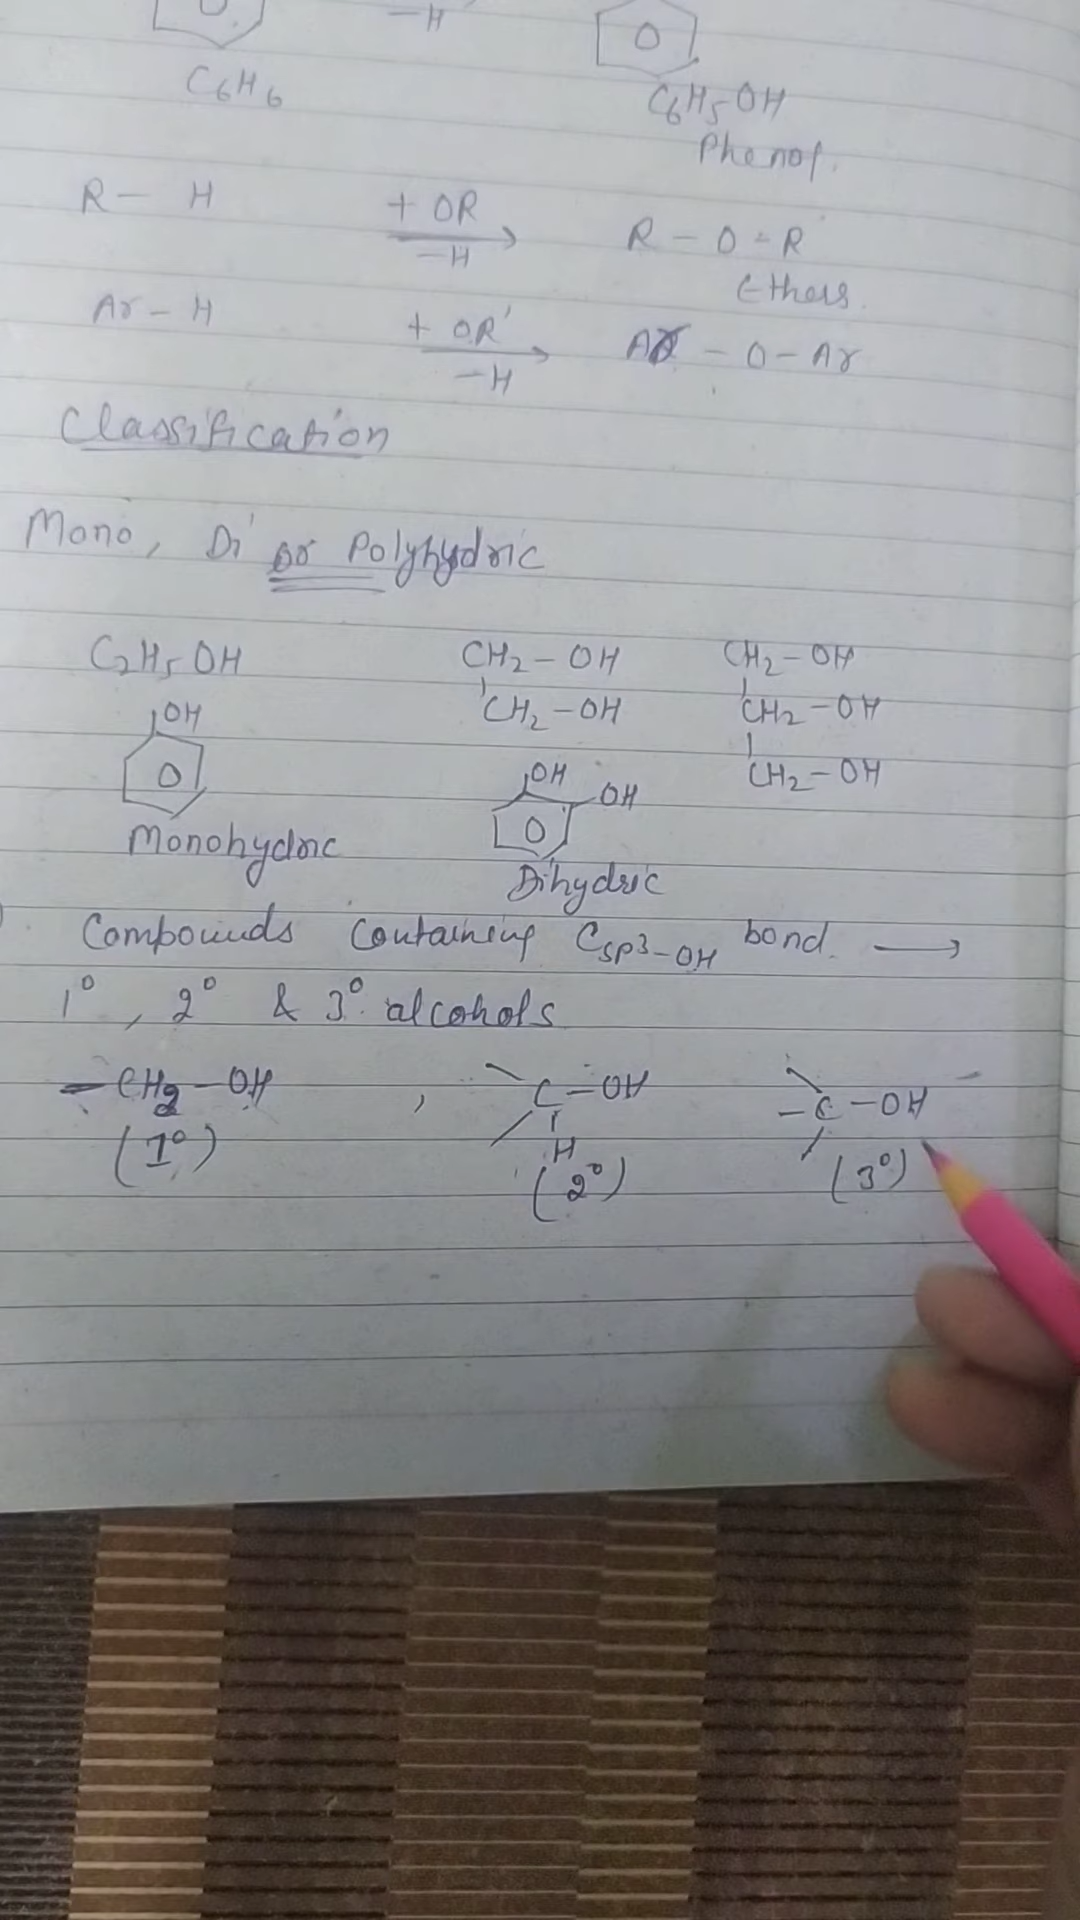 –H
C6H6
C6H5OH
Phenol.
R – H + OR –H R – O – R
Ethers.
Ar – H + OR' –H Ar – O – Ar
Classification
Mono, Di or Polyhydric
C2H5OH CH2–OH CH2–OH
CH2–OH CH2–OH
CH2–OH
OH
OH
OH
Monohydric
Dihydric
Compounds containing Csp3–OH bond. ⟶
1°, 2° & 3° alcohols
–CH2–OH , C–OH –C–OH
H
(1°) (2°) (3°)